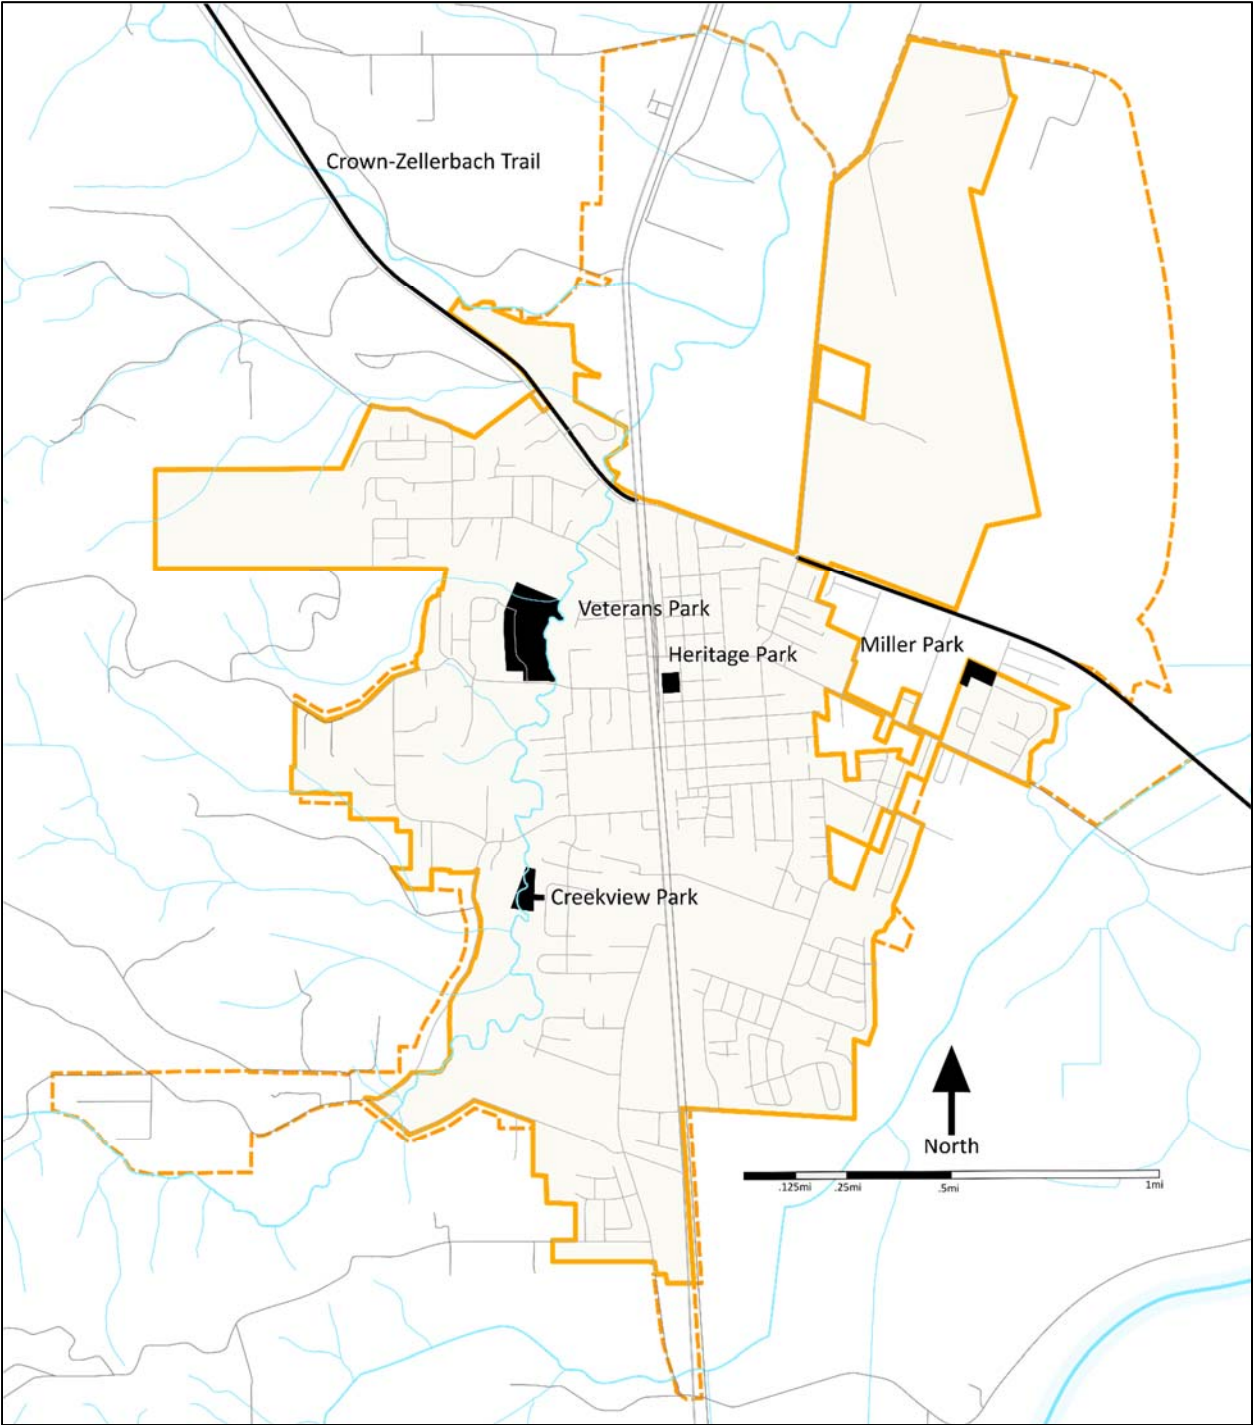 Crown-Zellerbach Trail
Veterans Park
Miller Park
Heritage Park
Creekview Park
North
.125mi .25mi .5mi 1mi